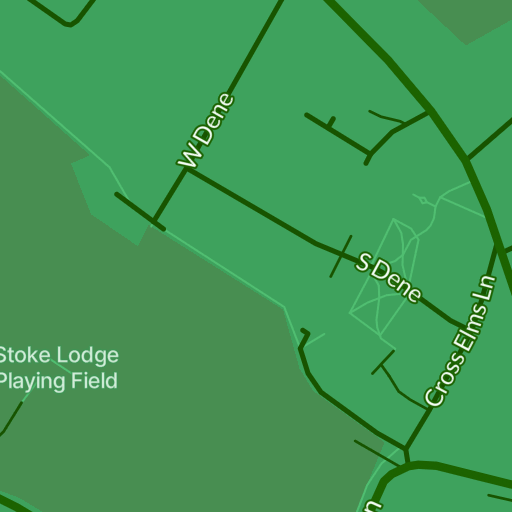 W Dene
S Dene
Cross Elms Ln
Stoke Lodge
Playing Field
n